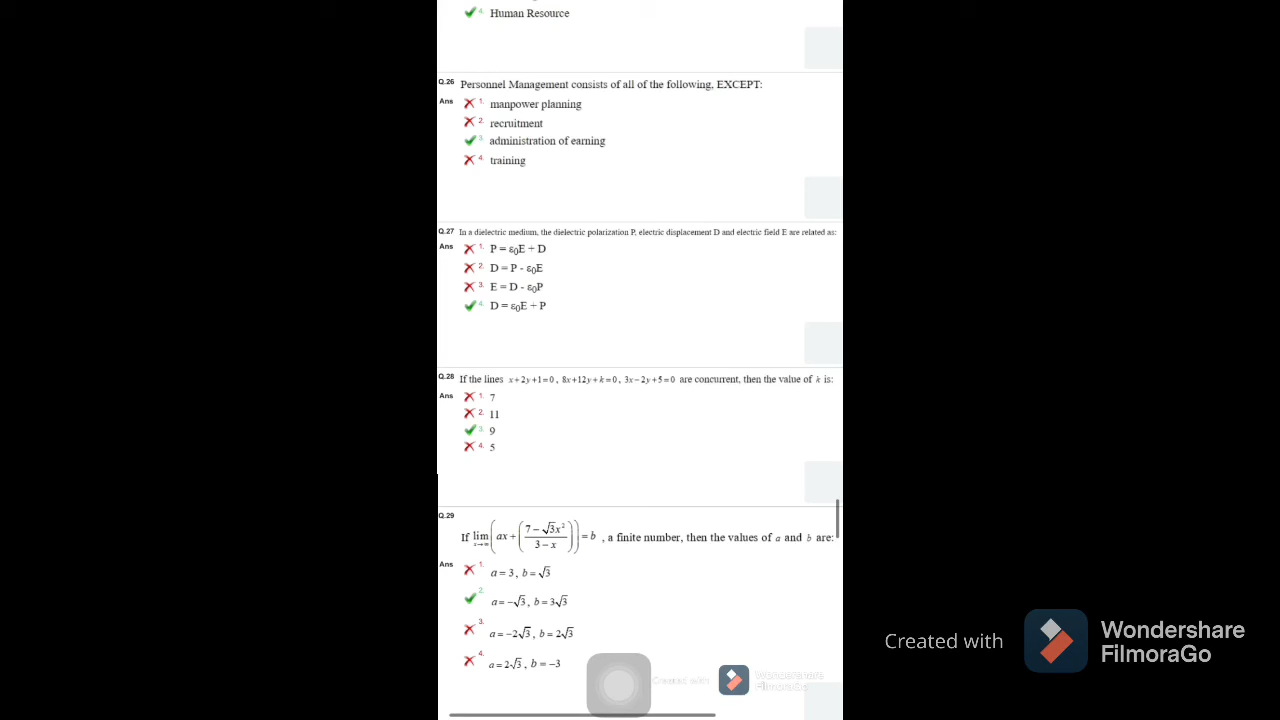 4. Human Resource
Q.26 Personnel Management consists of all of the following, EXCEPT:
Ans 1. manpower planning
2. recruitment
3. administration of earning
4. training
Q.27 In a dielectric medium, the dielectric polarization P, electric displacement D and electric field E are related as:
Ans 1. P = ε₀E + D
2. D = P - ε₀E
3. E = D - ε₀P
4. D = ε₀E + P
Q.28 If the lines x+2y+1=0, 8x+12y+k=0, 3x-2y+5=0 are concurrent, then the value of k is:
Ans 1. 7
2. 11
3. 9
4. 5
Q.29
If lim x→∞ (ax + ((7 - √3x²)/(3 - x))) = b, a finite number, then the values of a and b are:
Ans 1. a = 3, b = √3
2. a = -√3, b = 3√3
3. a = -2√3, b = 2√3
4. a = 2√3, b = -3
Created with Wondershare FilmoraGo
Created with Wondershare
FilmoraGo